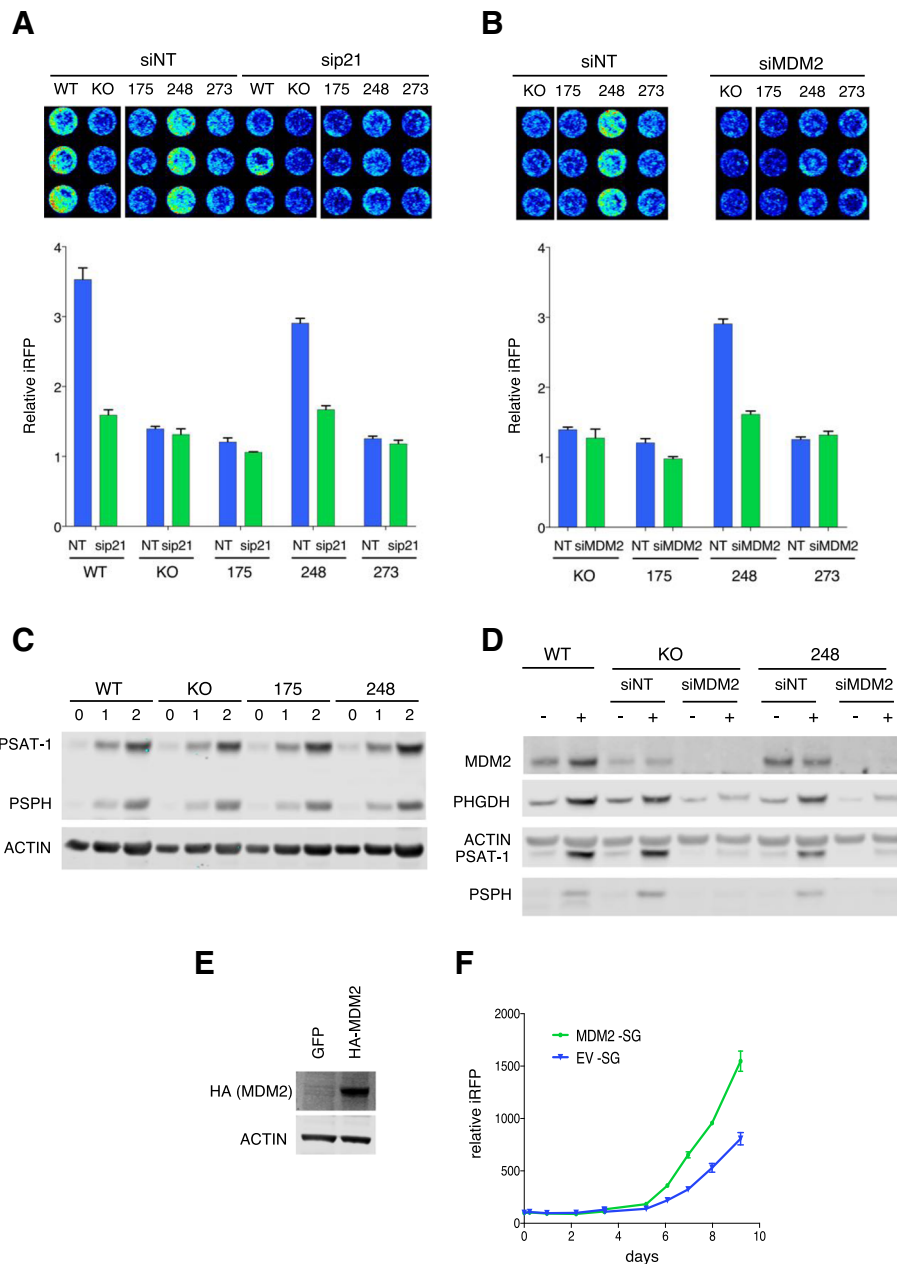 A
siNT sip21
WT KO 175 248 273 WT KO 175 248 273
4
3
2
1
0
Relative iRFP
NT sip21 NT sip21 NT sip21 NT sip21 NT sip21
WT KO 175 248 273
B
siNT siMDM2
KO 175 248 273 KO 175 248 273
4
3
2
1
0
Relative iRFP
NT siMDM2 NT siMDM2 NT siMDM2 NT siMDM2
KO 175 248 273
C
WT KO 175 248
0 1 2 0 1 2 0 1 2 0 1 2
PSAT-1
PSPH
ACTIN
D
WT KO 248
siNT siMDM2 siNT siMDM2
- + - + - + - + - +
MDM2
PHGDH
ACTIN
PSAT-1
PSPH
E
GFP
HA-MDM2
HA (MDM2)
ACTIN
F
2000
1500
1000
500
0
relative iRFP
MDM2 -SG
EV -SG
0 2 4 6 8 10
days